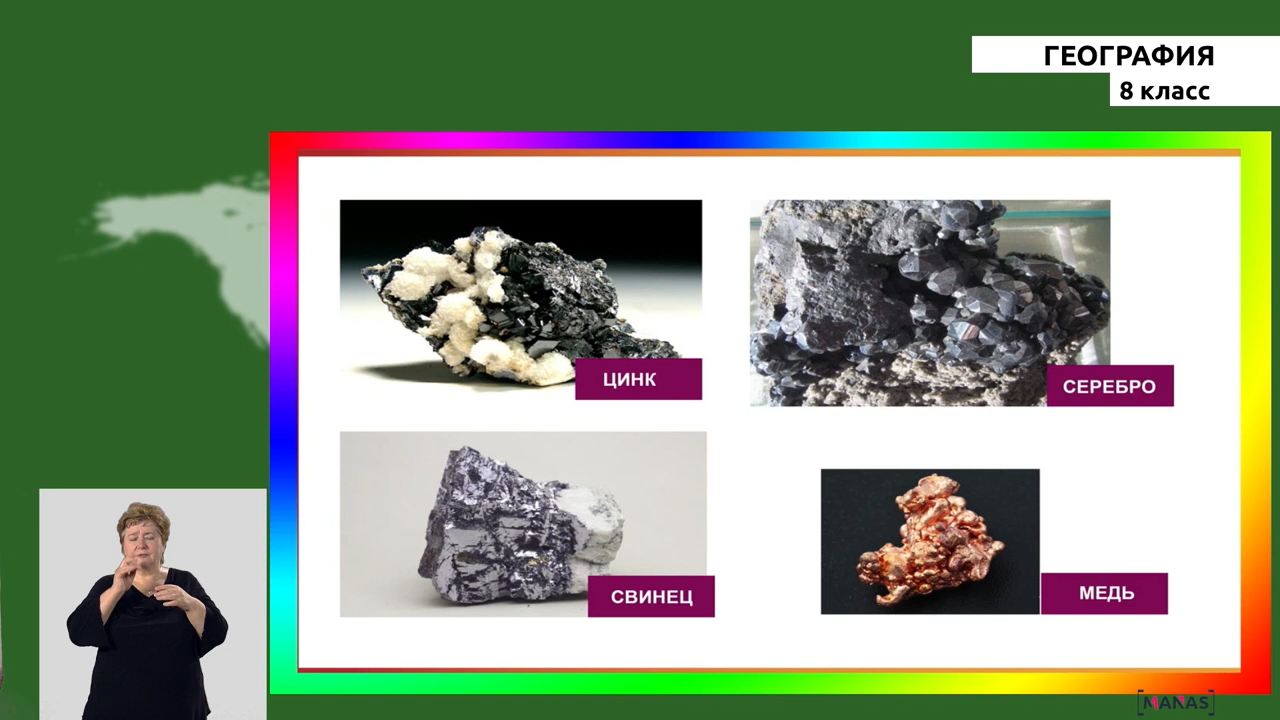 ГЕОГРАФИЯ
8 класс
ЦИНК
СЕРЕБРО
СВИНЕЦ
МЕДЬ
[MANAS]